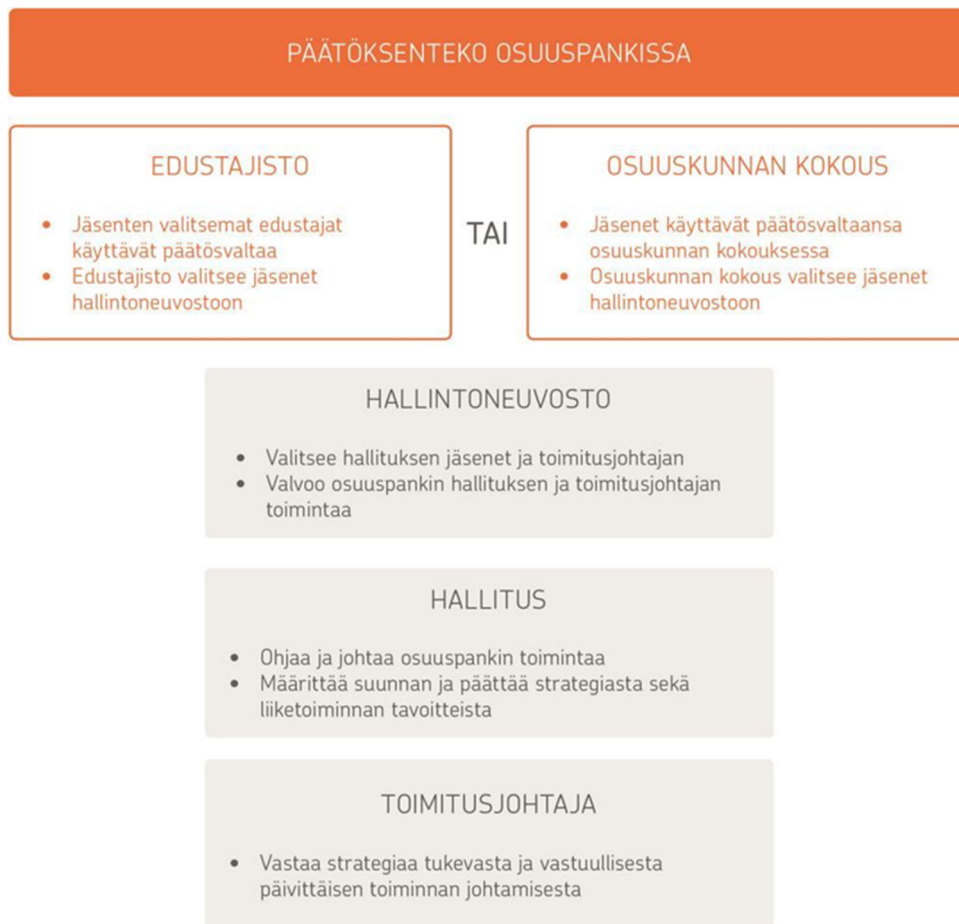 PÄÄTÖKSENTEKO OSUUSPANKISSA
EDUSTAJISTO
• Jäsenten valitsemat edustajat
käyttävät päätösvaltaa
• Edustajisto valitsee jäsenet
hallintoneuvostoon
TAI
OSUUSKUNNAN KOKOUS
• Jäsenet käyttävät päätösvaltaansa
osuuskunnan kokouksessa
• Osuuskunnan kokous valitsee jäsenet
hallintoneuvostoon
HALLINTONEUVOSTO
• Valitsee hallituksen jäsenet ja toimitusjohtajan
• Valvoo osuuspankin hallituksen ja toimitusjohtajan
toimintaa
HALLITUS
• Ohjaa ja johtaa osuuspankin toimintaa
• Määrittää suunnan ja päättää strategiasta sekä
liiketoiminnan tavoitteista
TOIMITUSJOHTAJA
• Vastaa strategiaa tukevasta ja vastuullisesta
päivittäisen toiminnan johtamisesta